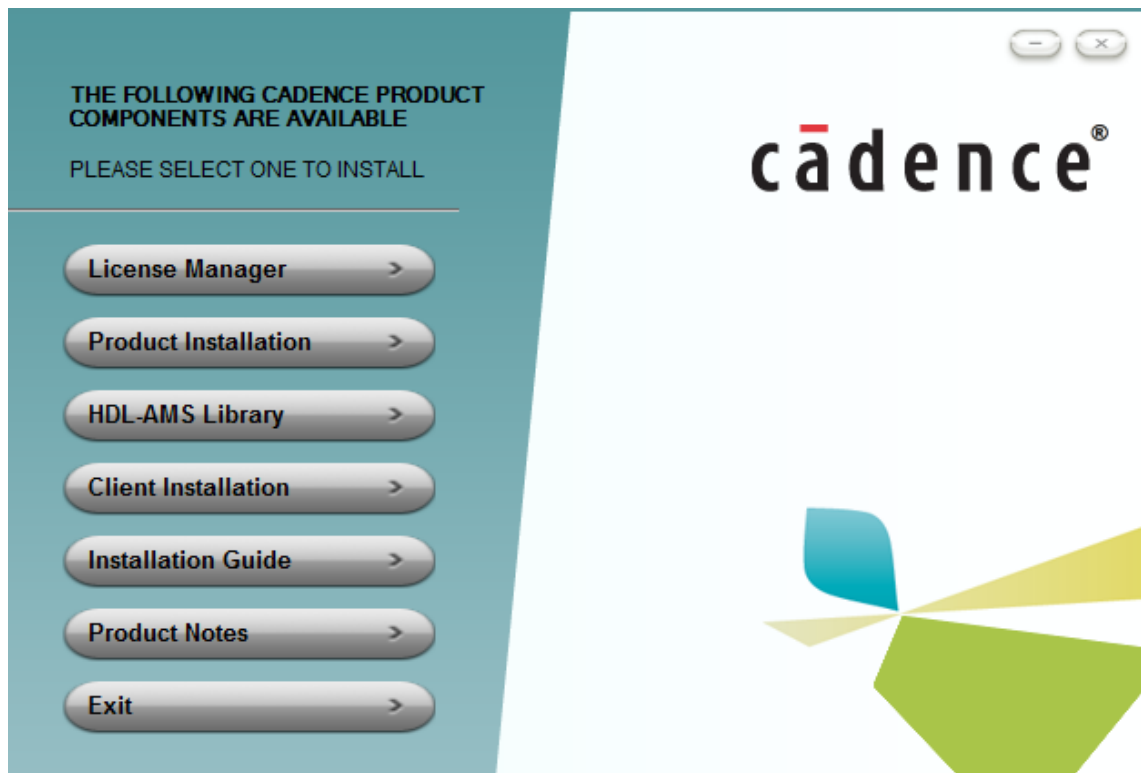 THE FOLLOWING CADENCE PRODUCT
COMPONENTS ARE AVAILABLE
PLEASE SELECT ONE TO INSTALL
cādence®
License Manager
Product Installation
HDL-AMS Library
Client Installation
Installation Guide
Product Notes
Exit